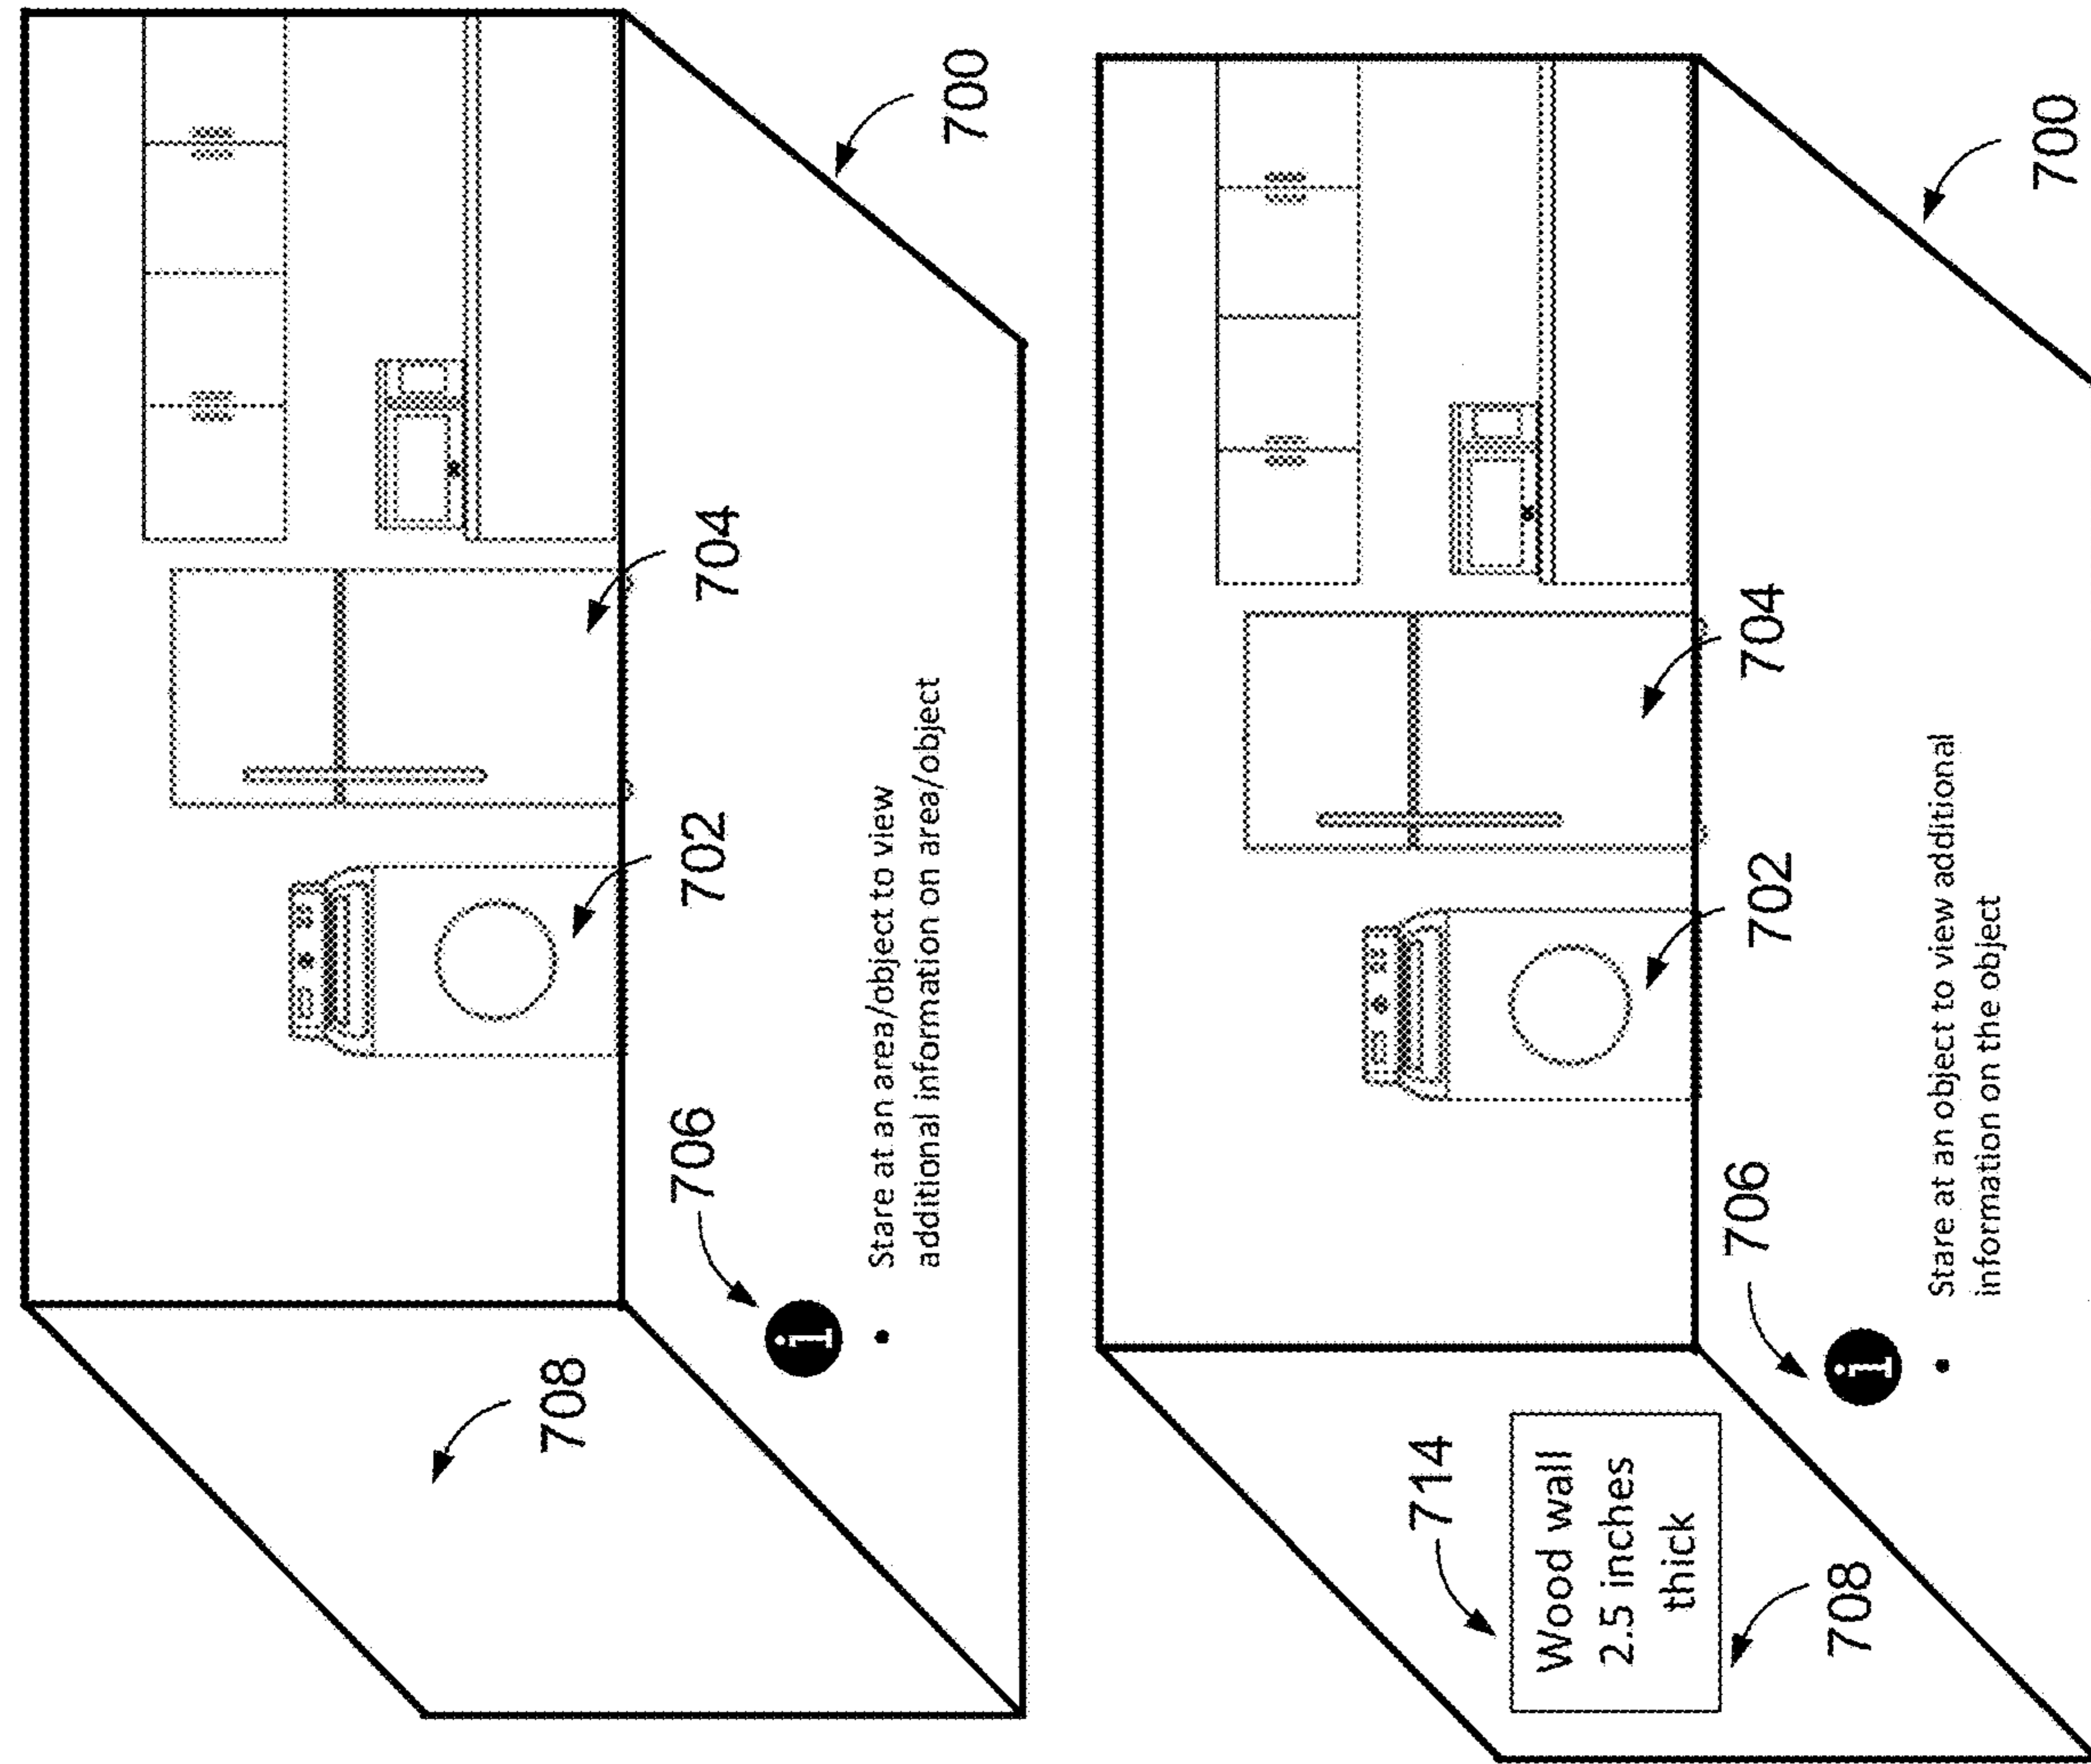 708
706
i
702
704
700
• Stare at an area/object to view
additional information on area/object
714
Wood wall
2.5 inches
thick
708
706
i
702
704
700
• Stare at an object to view additional
information on the object